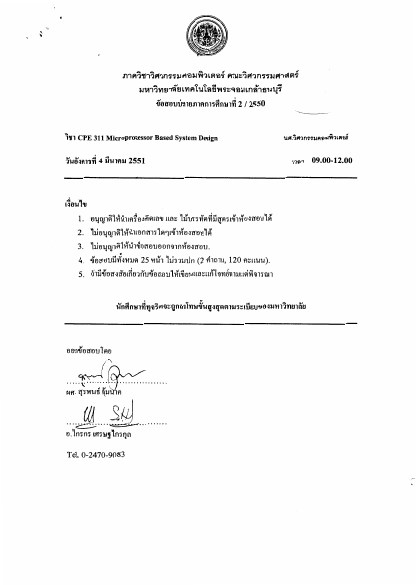 ภาควิชาวิศวกรรมคอมพิวเตอร์ คณะวิศวกรรมศาสตร์
มหาวิทยาลัยเทคโนโลยีพระจอมเกล้าธนบุรี
ข้อสอบปลายภาคการศึกษาที่ 2 / 2550
วิชา CPE 311 Microprotessor Based System Design นศ.วิศวกรรมคอมพิวเตอร์
วันอังคารที่ 4 มีนาคม 2551 เวลา 09.00-12.00
เงื่อนไข
1. อนุญาติให้นำเครื่องคิดเลข และ ไม้บรรทัดที่มีสูตรเข้าห้องสอบได้
2. ไม่อนุญาติให้นำเอกสารใดๆเข้าห้องสอบได้
3. ไม่อนุญาติให้นำข้อสอบออกจากห้องสอบ.
4. ข้อสอบมีทั้งหมด 25 หน้า ไม่รวมปก (2 คำถาม, 120 คะแนน).
5. ถ้ามีข้อสงสัยเกี่ยวกับข้อสอบให้เขียนและแก้โจทย์ตามแต่พิจารณา
นักศึกษาที่ทุจริตจะถูกลงโทษขั้นสูงสุดตามระเบียบของมหาวิทยาลัย
ออกข้อสอบโดย
ผศ. สุรพนธ์ ตุ้มนาค
อ.ไกรกร เศรษฐไกรกุล
Tel. 0-2470-9083